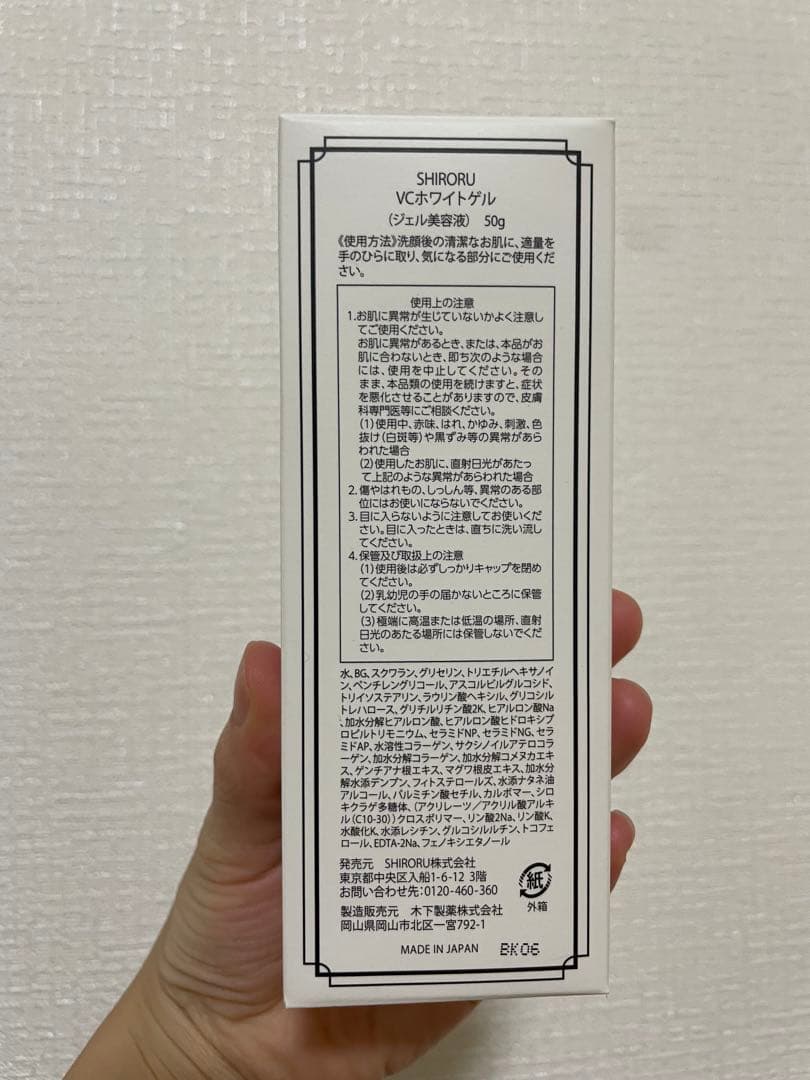 SHIRORU
VCホワイトゲル
（ジェル美容液） 50g
《使用方法》洗顔後の清潔なお肌に、適量を
手のひらに取り、気になる部分にご使用くだ
さい。
使用上の注意
1.お肌に異常が生じていないかよく注意し
てご使用ください。
お肌に異常があるとき、または、本品がお
肌に合わないとき、即ち次のような場合
には、使用を中止してください。その
まま、本品類の使用を続けますと、症状
を悪化させることがありますので、皮膚
科専門医等にご相談ください。
（1）使用中、赤味、はれ、かゆみ、刺激、色
抜け（白斑等）や黒ずみ等の異常があら
われた場合
（2）使用したお肌に、直射日光があたっ
て上記のような異常があらわれた場合
2.傷やはれもの、しっしん等、異常のある部
位にはお使いにならないでください。
3.目に入らないように注意してお使いくだ
さい。目に入ったときは、直ちに洗い流し
てください。
4.保管及び取扱上の注意
（1）使用後は必ずしっかりキャップを閉め
てください。
（2）乳幼児の手の届かないところに保管
してください。
（3）極端に高温または低温の場所、直射
日光のあたる場所には保管しないでくだ
さい。
水、BG、スクワラン、グリセリン、トリエチルヘキサノイ
ン、ペンチレングリコール、アスコルビルグルコシド、
トリイソステアリン、ラウリン酸ヘキシル、グリコシル
トレハロース、グリチルリチン酸2K、ヒアルロン酸Na
、加水分解ヒアルロン酸、ヒアルロン酸ヒドロキシプ
ロピルトリモニウム、セラミドNP、セラミドNG、セラ
ミドAP、水溶性コラーゲン、サクシノイルアテロコラ
ーゲン、加水分解コラーゲン、加水分解コメヌカエキ
ス、ゲンチアナ根エキス、マグワ根皮エキス、加水分
解水添デンプン、フィトステロールズ、水添ナタネ油
アルコール、パルミチン酸セチル、カルボマー、シロ
キクラゲ多糖体、（アクリレーツ／アクリル酸アルキ
ル（C10-30））クロスポリマー、リン酸2Na、リン酸K、
水酸化K、水添レシチン、グルコシルルチン、トコフェ
ロール、EDTA-2Na、フェノキシエタノール
発売元 SHIRORU株式会社
東京都中央区入船1-6-12 3階
お問い合わせ先：0120-460-360
紙
外箱
製造販売元 木下製薬株式会社
岡山県岡山市北区一宮792-1
MADE IN JAPAN BK06